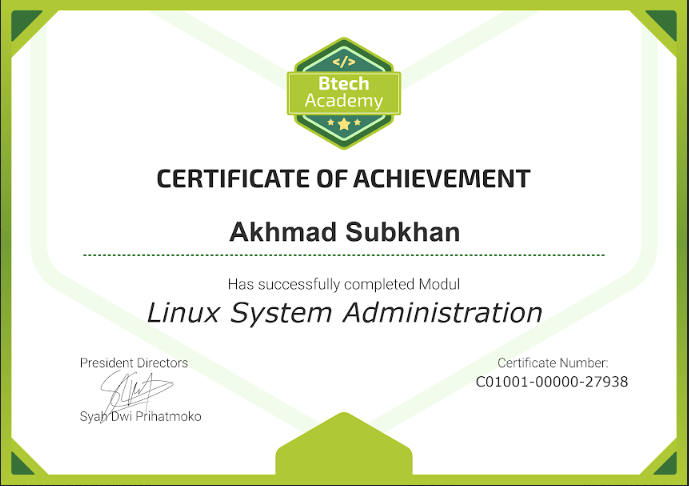 </>
Btech
Academy
CERTIFICATE OF ACHIEVEMENT
Akhmad Subkhan
Has successfully completed Modul
Linux System Administration
President Directors
Syah Dwi Prihatmoko
Certificate Number:
C01001-00000-27938